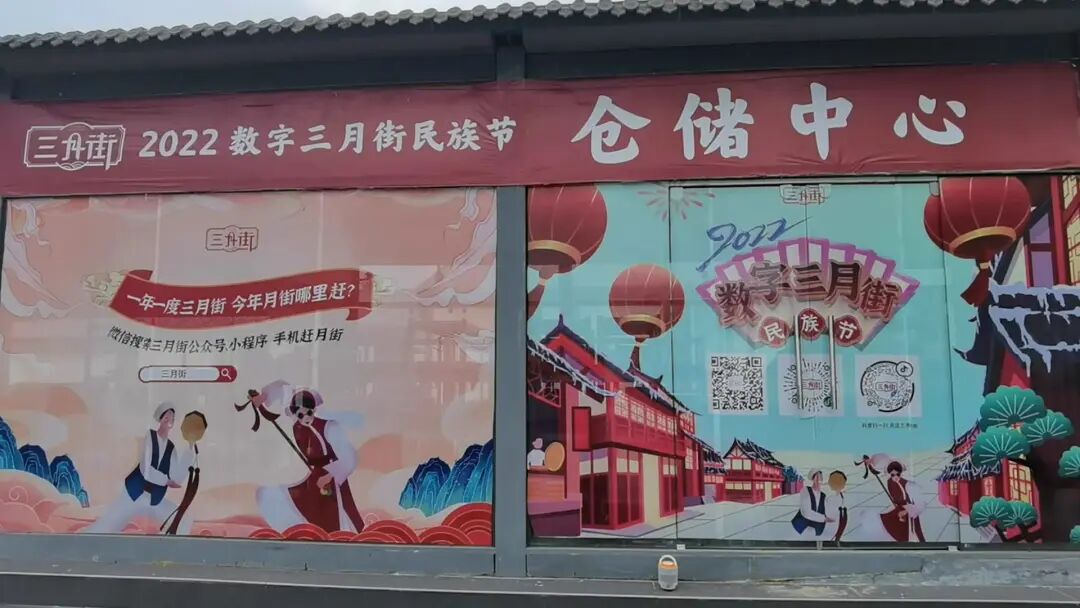 三月街 2022 数字三月街民族节 仓储中心
三月街
一年一度三月街 今年月街哪里赶?
微信搜索三月街公众号、小程序 手机赶月街
三月街
三月街
2022
数字三月街
民族节
三月街